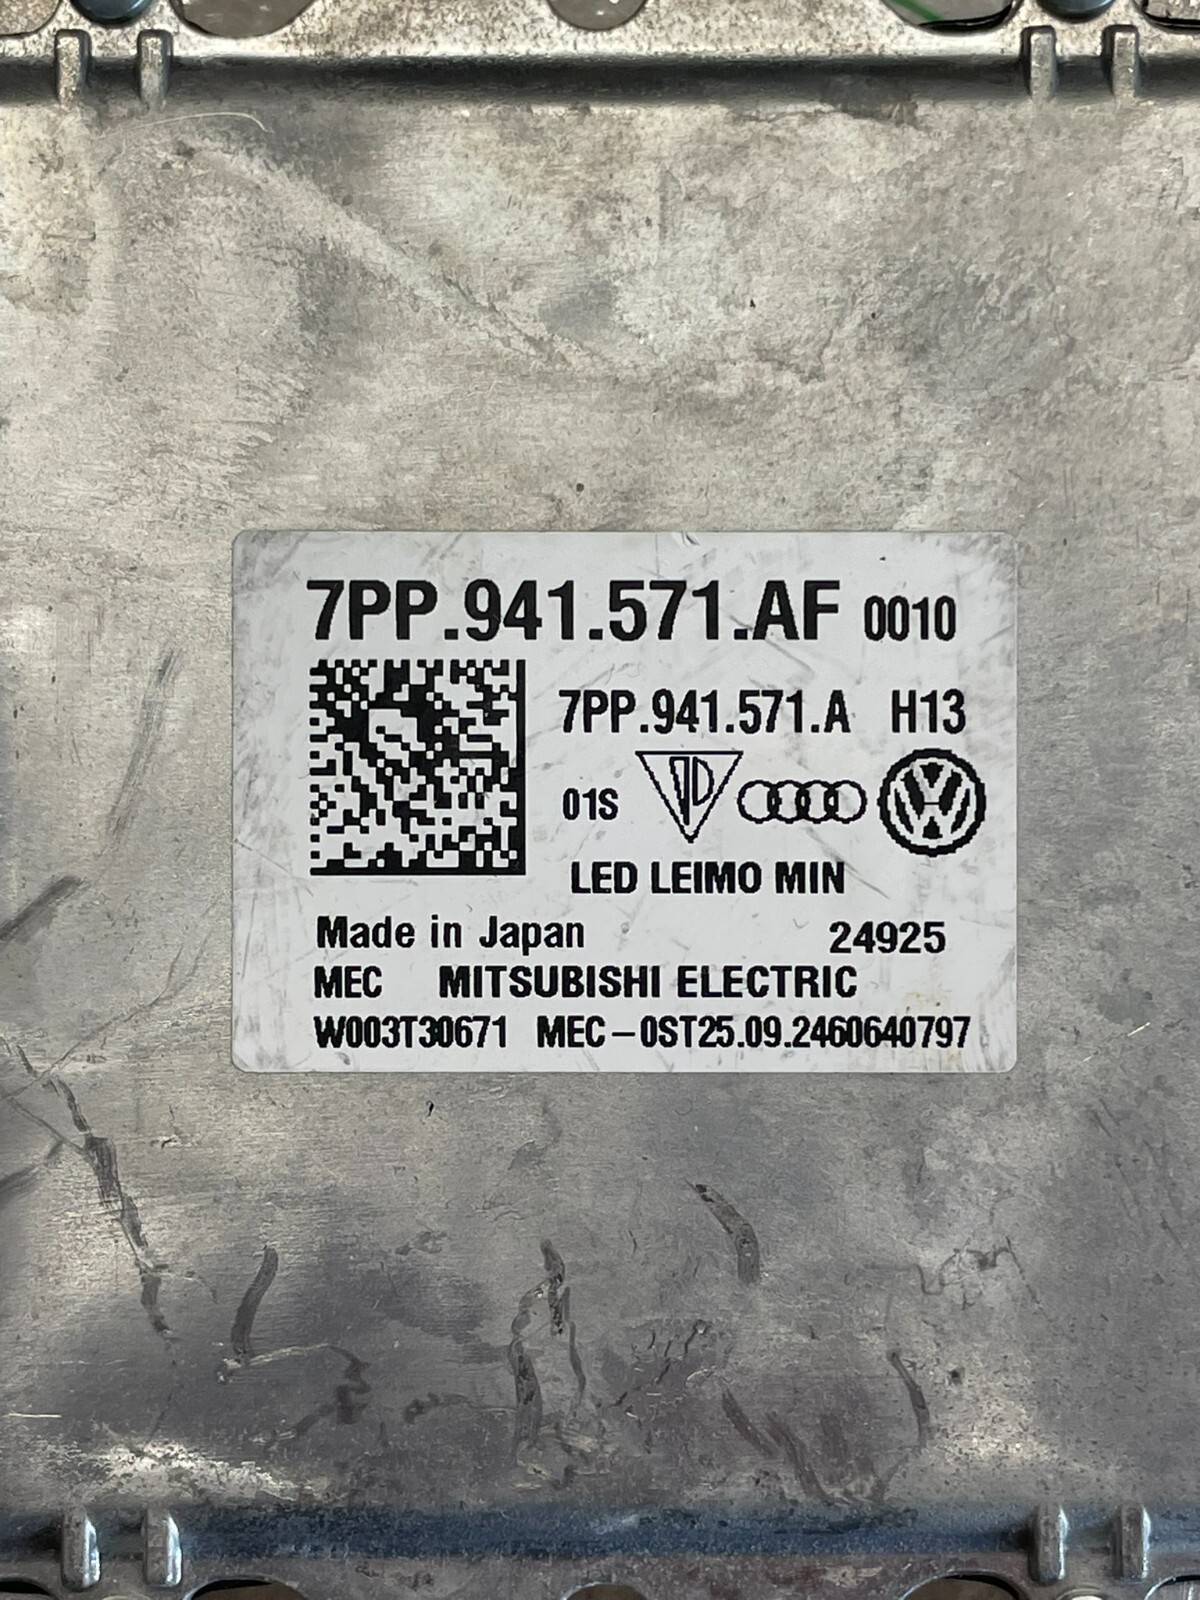 7PP.941.571.AF 0010
7PP.941.571.A H13
01S
LED LEIMO MIN
Made in Japan 24925
MEC MITSUBISHI ELECTRIC
W003T30671 MEC-0ST25.09.2460640797